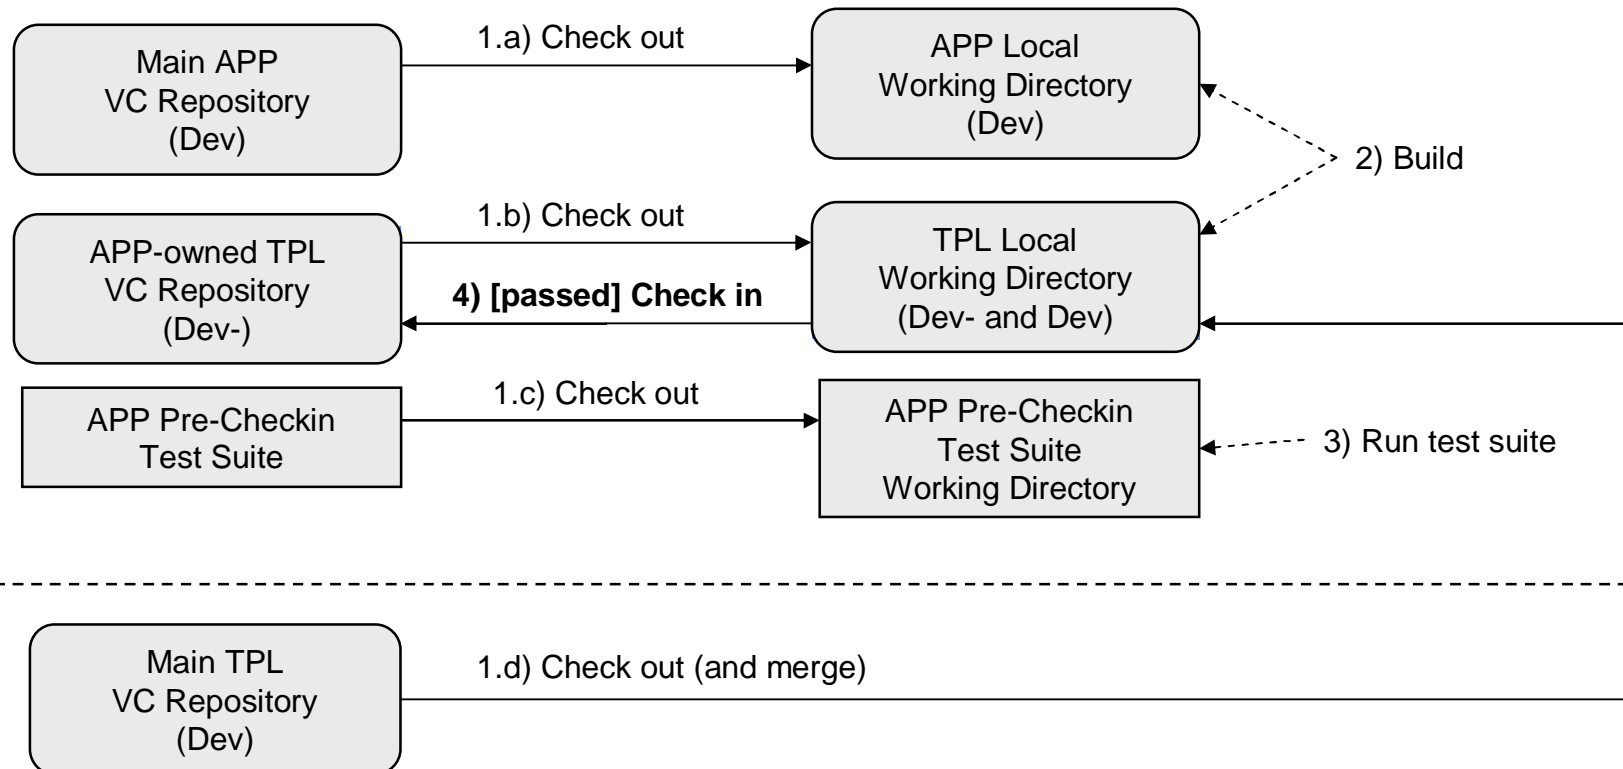 Main APP
VC Repository
(Dev)
1.a) Check out
APP Local
Working Directory
(Dev)
2) Build
APP-owned TPL
VC Repository
(Dev-)
1.b) Check out
4) [passed] Check in
TPL Local
Working Directory
(Dev- and Dev)
APP Pre-Checkin
Test Suite
1.c) Check out
APP Pre-Checkin
Test Suite
Working Directory
3) Run test suite
Main TPL
VC Repository
(Dev)
1.d) Check out (and merge)